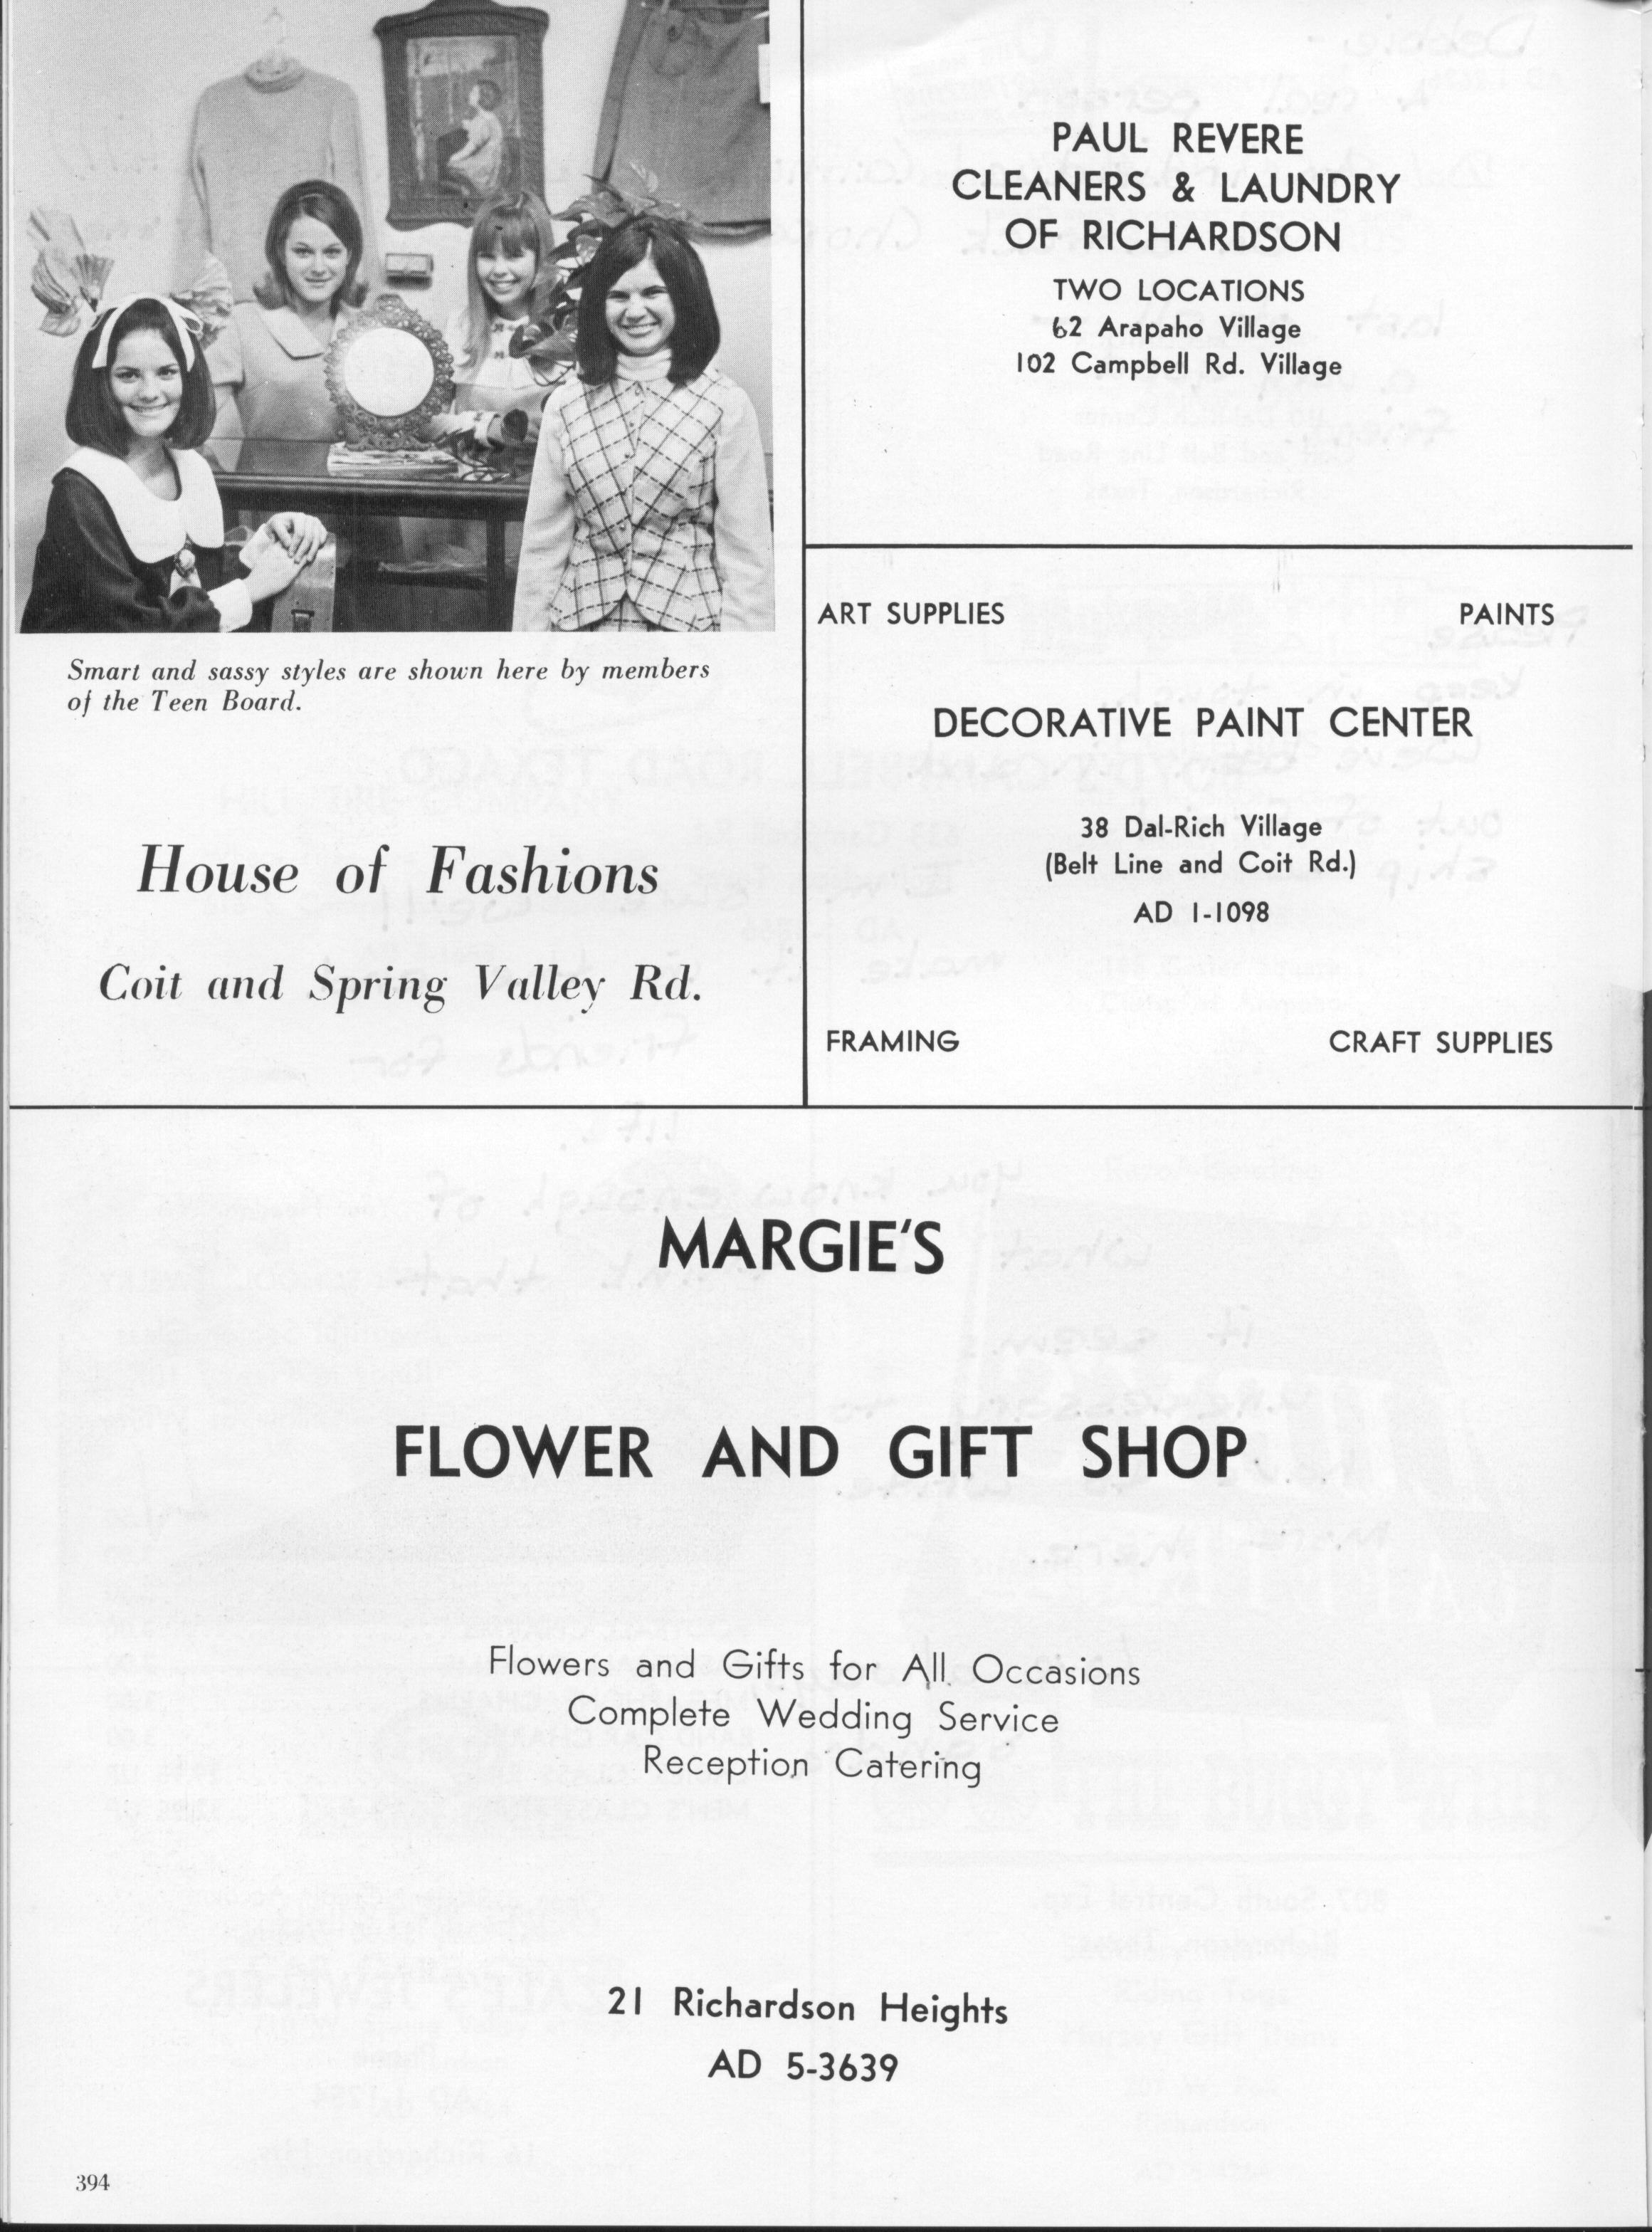 Smart and sassy styles are shown here by members
of the Teen Board.
House of Fashions
Coit and Spring Valley Rd.
PAUL REVERE
CLEANERS & LAUNDRY
OF RICHARDSON
TWO LOCATIONS
62 Arapaho Village
102 Campbell Rd. Village
ART SUPPLIES PAINTS
DECORATIVE PAINT CENTER
38 Dal-Rich Village
(Belt Line and Coit Rd.)
AD 1-1098
FRAMING CRAFT SUPPLIES
MARGIE'S
FLOWER AND GIFT SHOP
Flowers and Gifts for All Occasions
Complete Wedding Service
Reception Catering
21 Richardson Heights
AD 5-3639
394